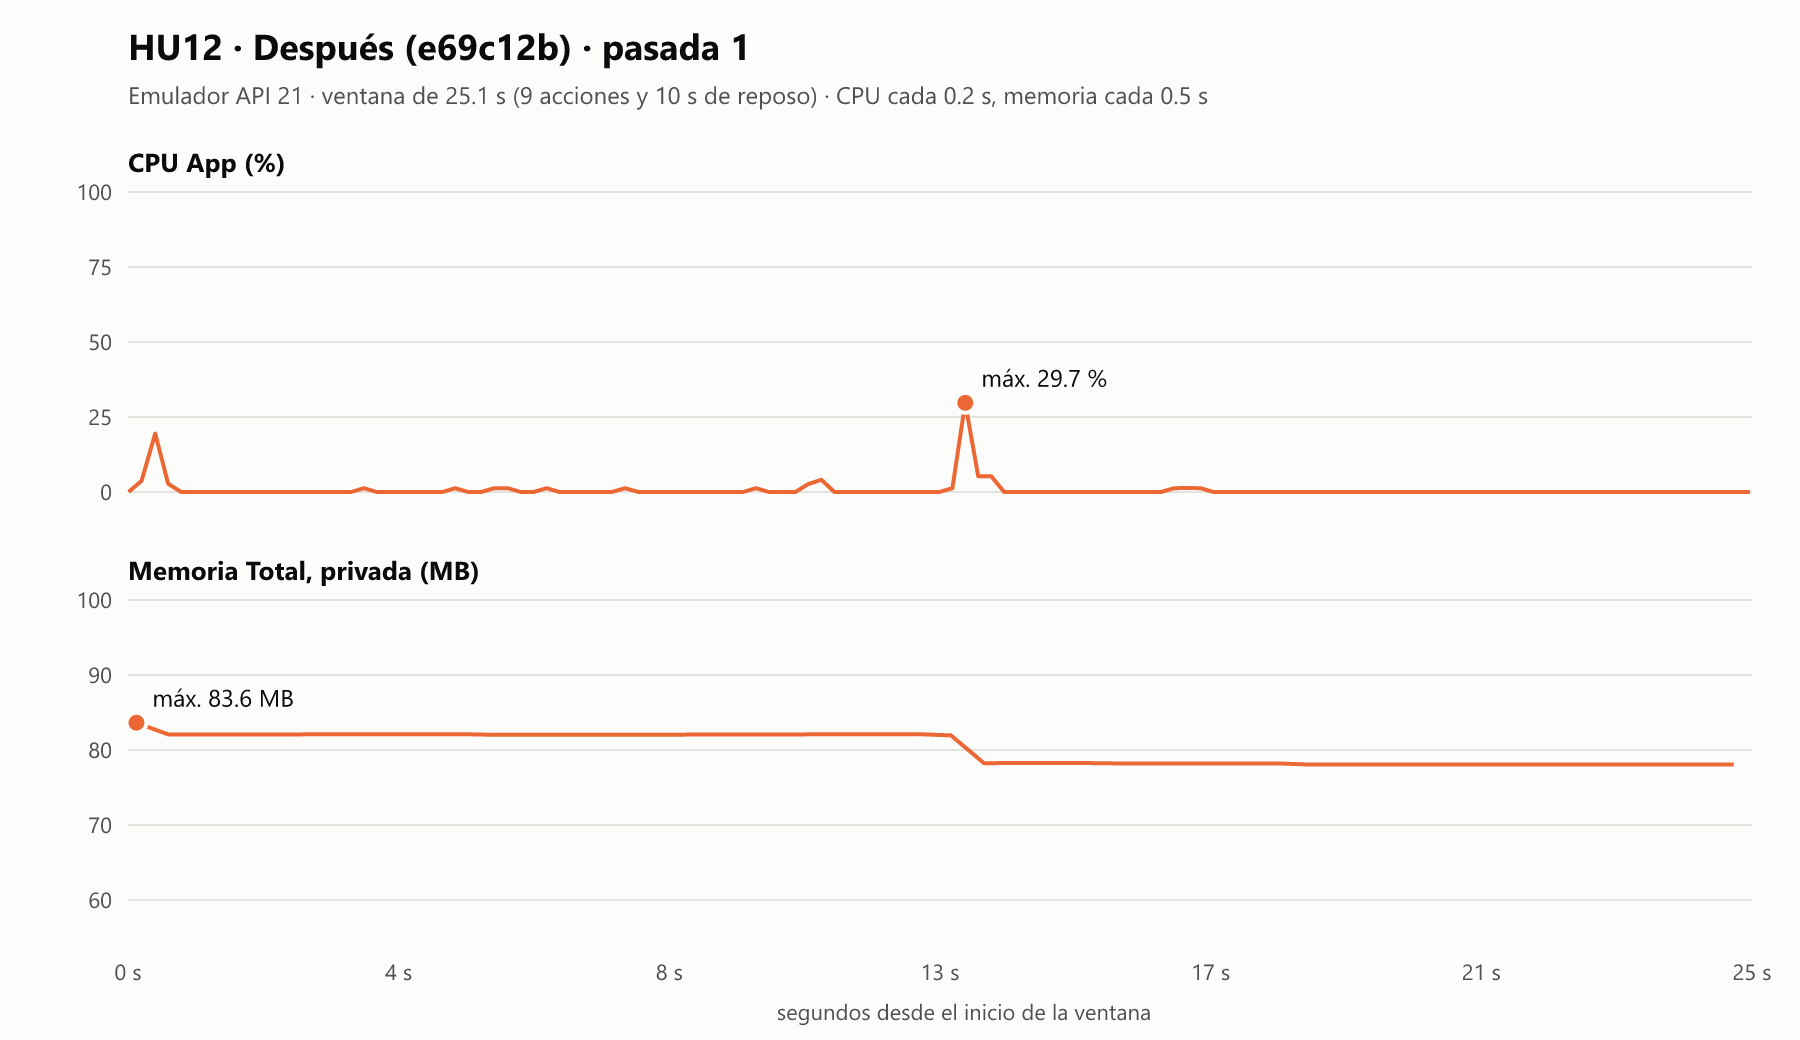 HU12 · Después (e69c12b) · pasada 1
Emulador API 21 · ventana de 25.1 s (9 acciones y 10 s de reposo) · CPU cada 0.2 s, memoria cada 0.5 s
CPU App (%)
100
75
50
máx. 29.7 %
25
0
Memoria Total, privada (MB)
100
90
máx. 83.6 MB
80
70
60
0 s 4 s 8 s 13 s 17 s 21 s 25 s
segundos desde el inicio de la ventana